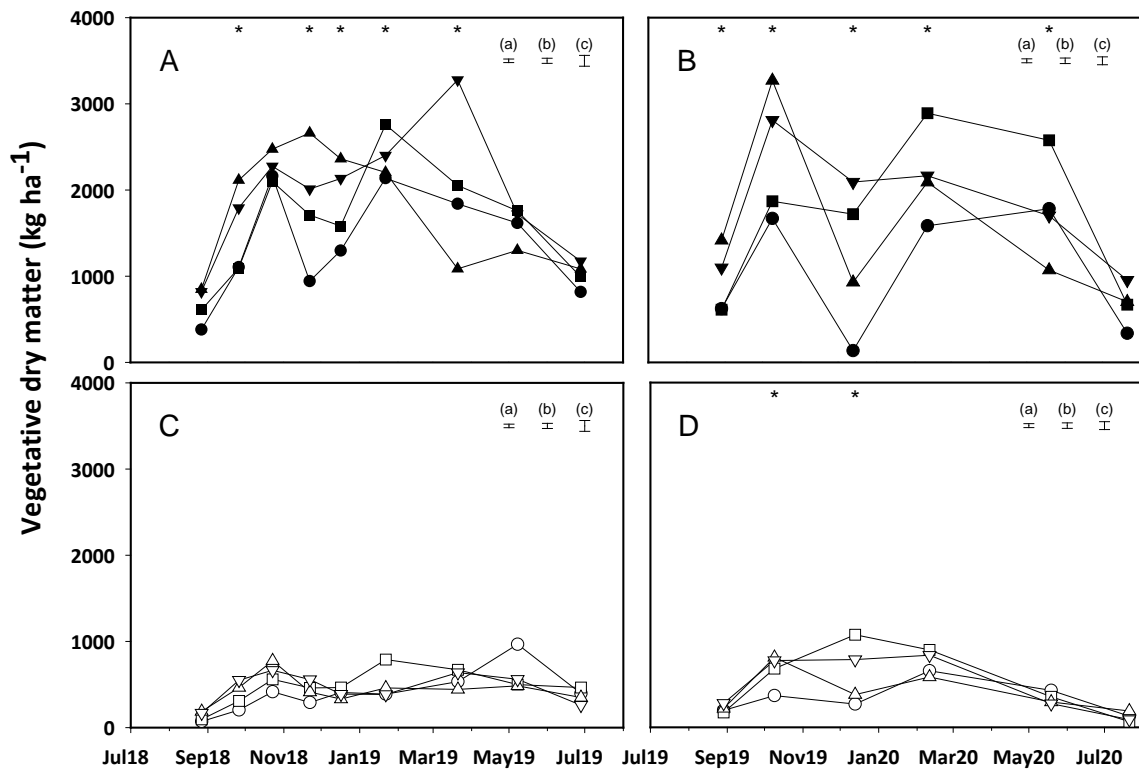 Vegetative dry matter (kg ha⁻¹)
4000
3000
2000
1000
0
* * * * *
A
(a) (b) (c)
* * * * *
B
(a) (b) (c)
4000
3000
2000
1000
0
C
(a) (b) (c)
* *
D
(a) (b) (c)
Jul18 Sep18 Nov18 Jan19 Mar19 May19 Jul19
Jul19 Sep19 Nov19 Jan20 Mar20 May20 Jul20